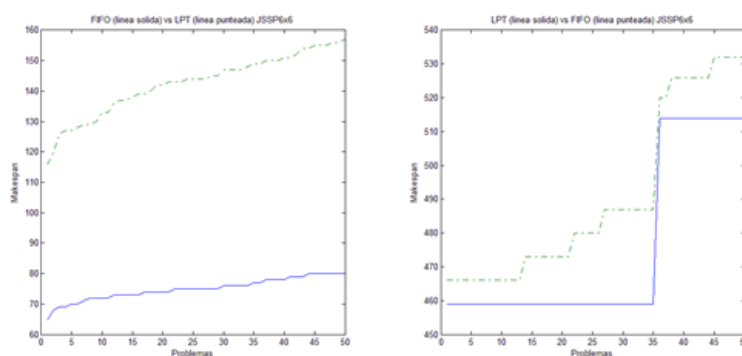 FIFO (linea solida) vs LPT (linea punteada) JSSP6x6
160
150
140
130
120
110
100
90
80
70
60
Makespan
0 5 10 15 20 25 30 35 40 45 50
Problemas
LPT (linea solida) vs FIFO (linea punteada) JSSP6x6
540
530
520
510
500
490
480
470
460
450
Makespan
0 5 10 15 20 25 30 35 40 45 50
Problemas